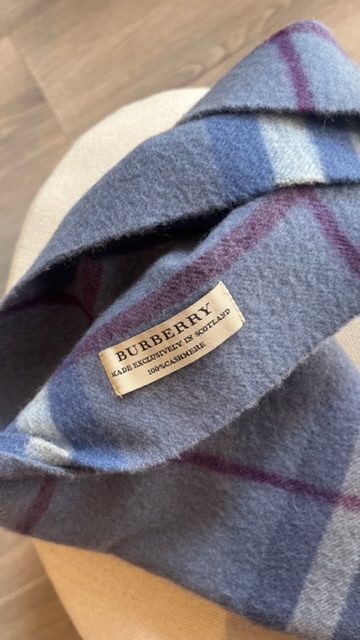 BURBERRY
MADE EXCLUSIVELY IN SCOTLAND
100%CASHMERE